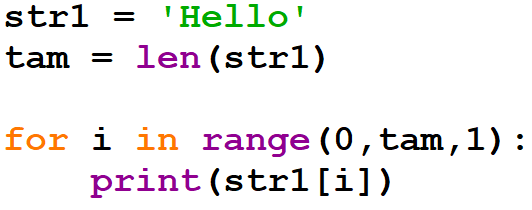 str1 = 'Hello'
tam = len(str1)
for i in range(0,tam,1):
    print(str1[i])